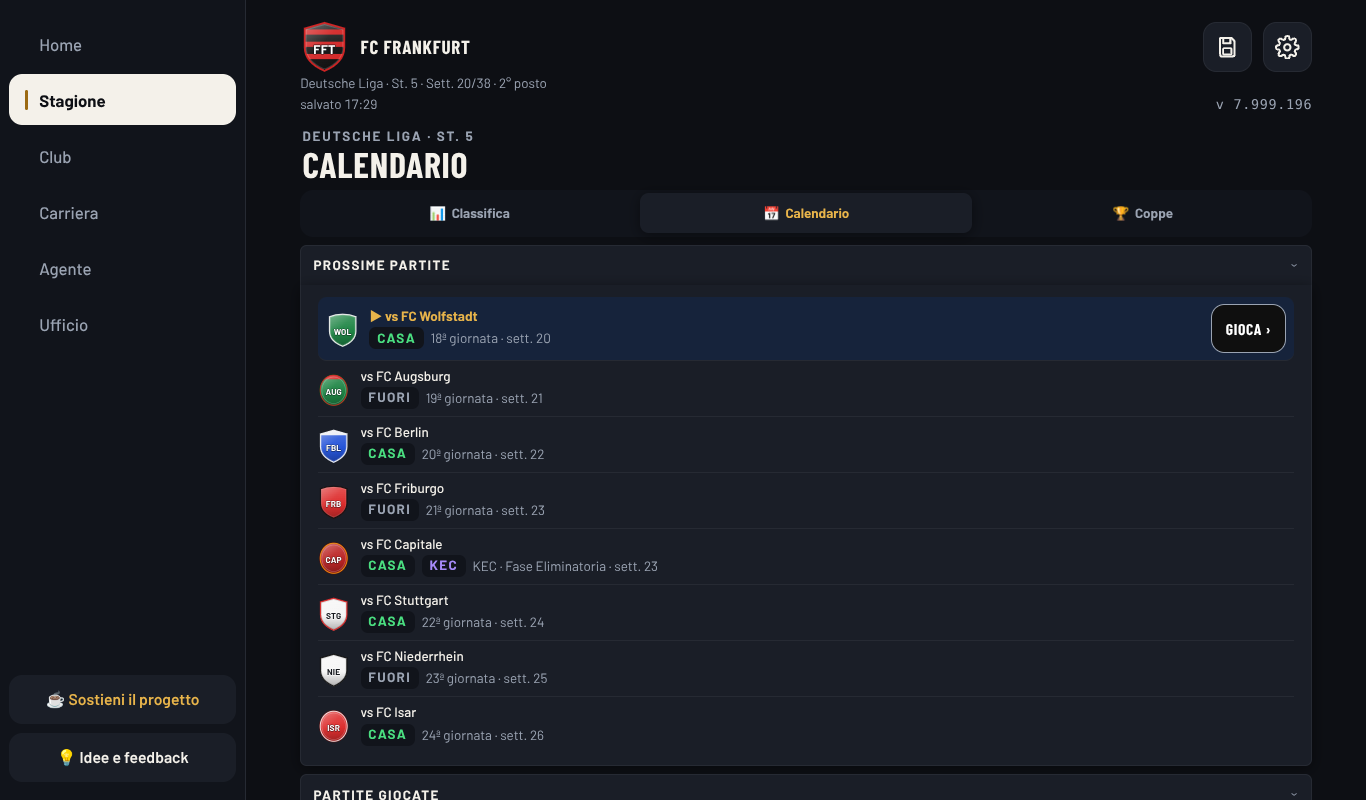 Home
Stagione
Club
Carriera
Agente
Ufficio
☕ Sostieni il progetto
💡 Idee e feedback
FFT
FC FRANKFURT
Deutsche Liga · St. 5 · Sett. 20/38 · 2° posto
salvato 17:29
v 7.999.196
DEUTSCHE LIGA · ST. 5
CALENDARIO
📊 Classifica
📅 Calendario
🏆 Coppe
PROSSIME PARTITE
WOL
▶ vs FC Wolfstadt
CASA 18ª giornata · sett. 20
GIOCA ›
AUG
vs FC Augsburg
FUORI 19ª giornata · sett. 21
FBL
vs FC Berlin
CASA 20ª giornata · sett. 22
FRB
vs FC Friburgo
FUORI 21ª giornata · sett. 23
CAP
vs FC Capitale
CASA KEC KEC · Fase Eliminatoria · sett. 23
STG
vs FC Stuttgart
CASA 22ª giornata · sett. 24
NIE
vs FC Niederrhein
FUORI 23ª giornata · sett. 25
ISR
vs FC Isar
CASA 24ª giornata · sett. 26
PARTITE GIOCATE